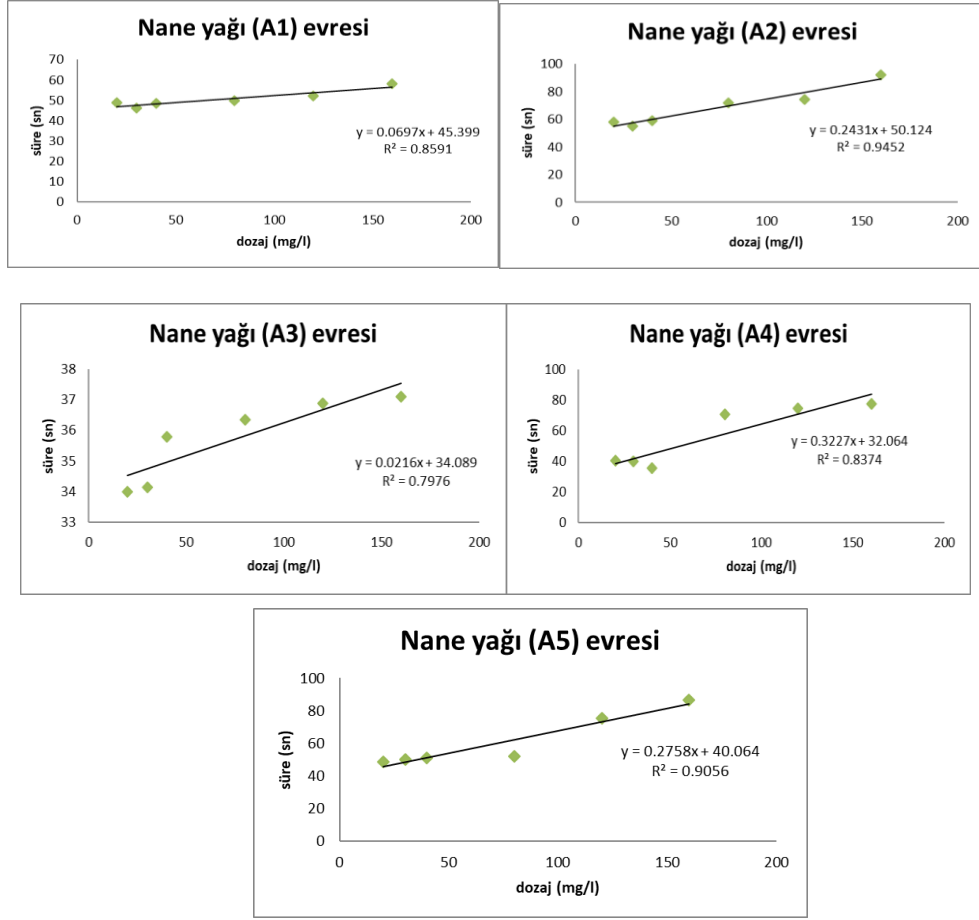 Nane yağı (A1) evresi
70
60
50
40
30
20
10
0
süre (sn)
y = 0.0697x + 45.399
R² = 0.8591
0 50 100 150 200
dozaj (mg/l)
Nane yağı (A2) evresi
100
80
60
40
20
0
süre (sn)
y = 0.2431x + 50.124
R² = 0.9452
0 50 100 150 200
dozaj (mg/l)
Nane yağı (A3) evresi
38
37
36
35
34
33
süre (sn)
y = 0.0216x + 34.089
R² = 0.7976
0 50 100 150 200
dozaj (mg/l)
Nane yağı (A4) evresi
100
80
60
40
20
0
süre (sn)
y = 0.3227x + 32.064
R² = 0.8374
0 50 100 150 200
dozaj (mg/l)
Nane yağı (A5) evresi
100
80
60
40
20
0
süre (sn)
y = 0.2758x + 40.064
R² = 0.9056
0 50 100 150 200
dozaj (mg/l)